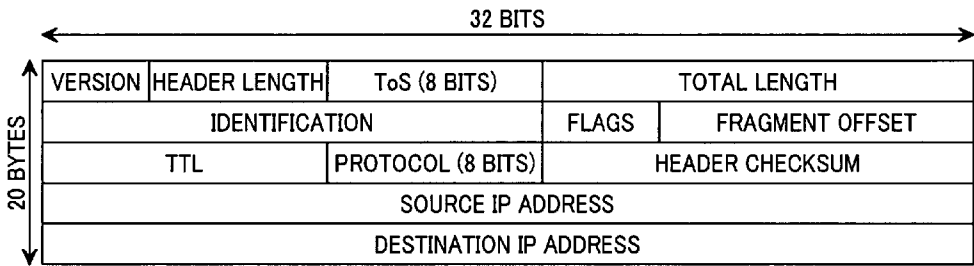 32 BITS
20 BYTES
VERSION HEADER LENGTH ToS (8 BITS) TOTAL LENGTH
IDENTIFICATION FLAGS FRAGMENT OFFSET
TTL PROTOCOL (8 BITS) HEADER CHECKSUM
SOURCE IP ADDRESS
DESTINATION IP ADDRESS